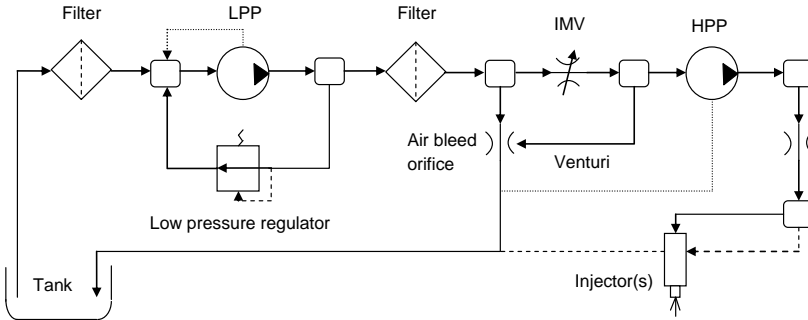 Filter
LPP
Filter
IMV
HPP
Air bleed
orifice
Venturi
Low pressure regulator
Tank
Injector(s)